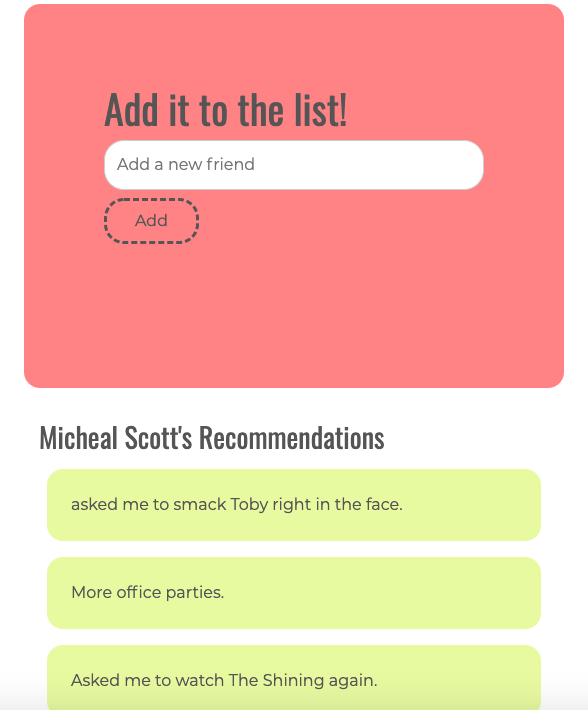 Add it to the list!
Add a new friend
Add
Micheal Scott's Recommendations
asked me to smack Toby right in the face.
More office parties.
Asked me to watch The Shining again.